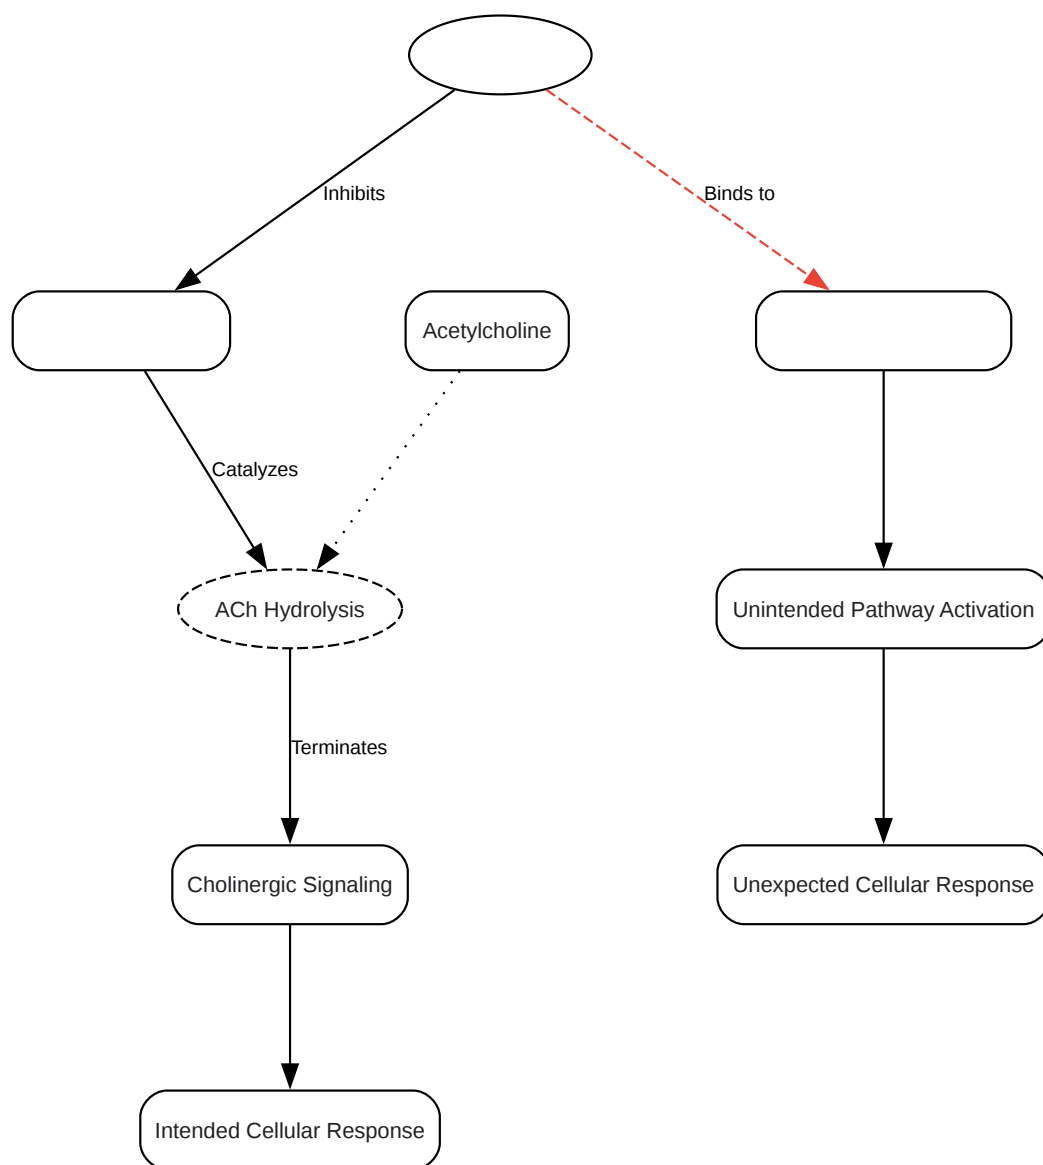 Inhibits
Binds to
Acetylcholine
Catalyzes
ACh Hydrolysis
Unintended Pathway Activation
Terminates
Cholinergic Signaling
Unexpected Cellular Response
Intended Cellular Response